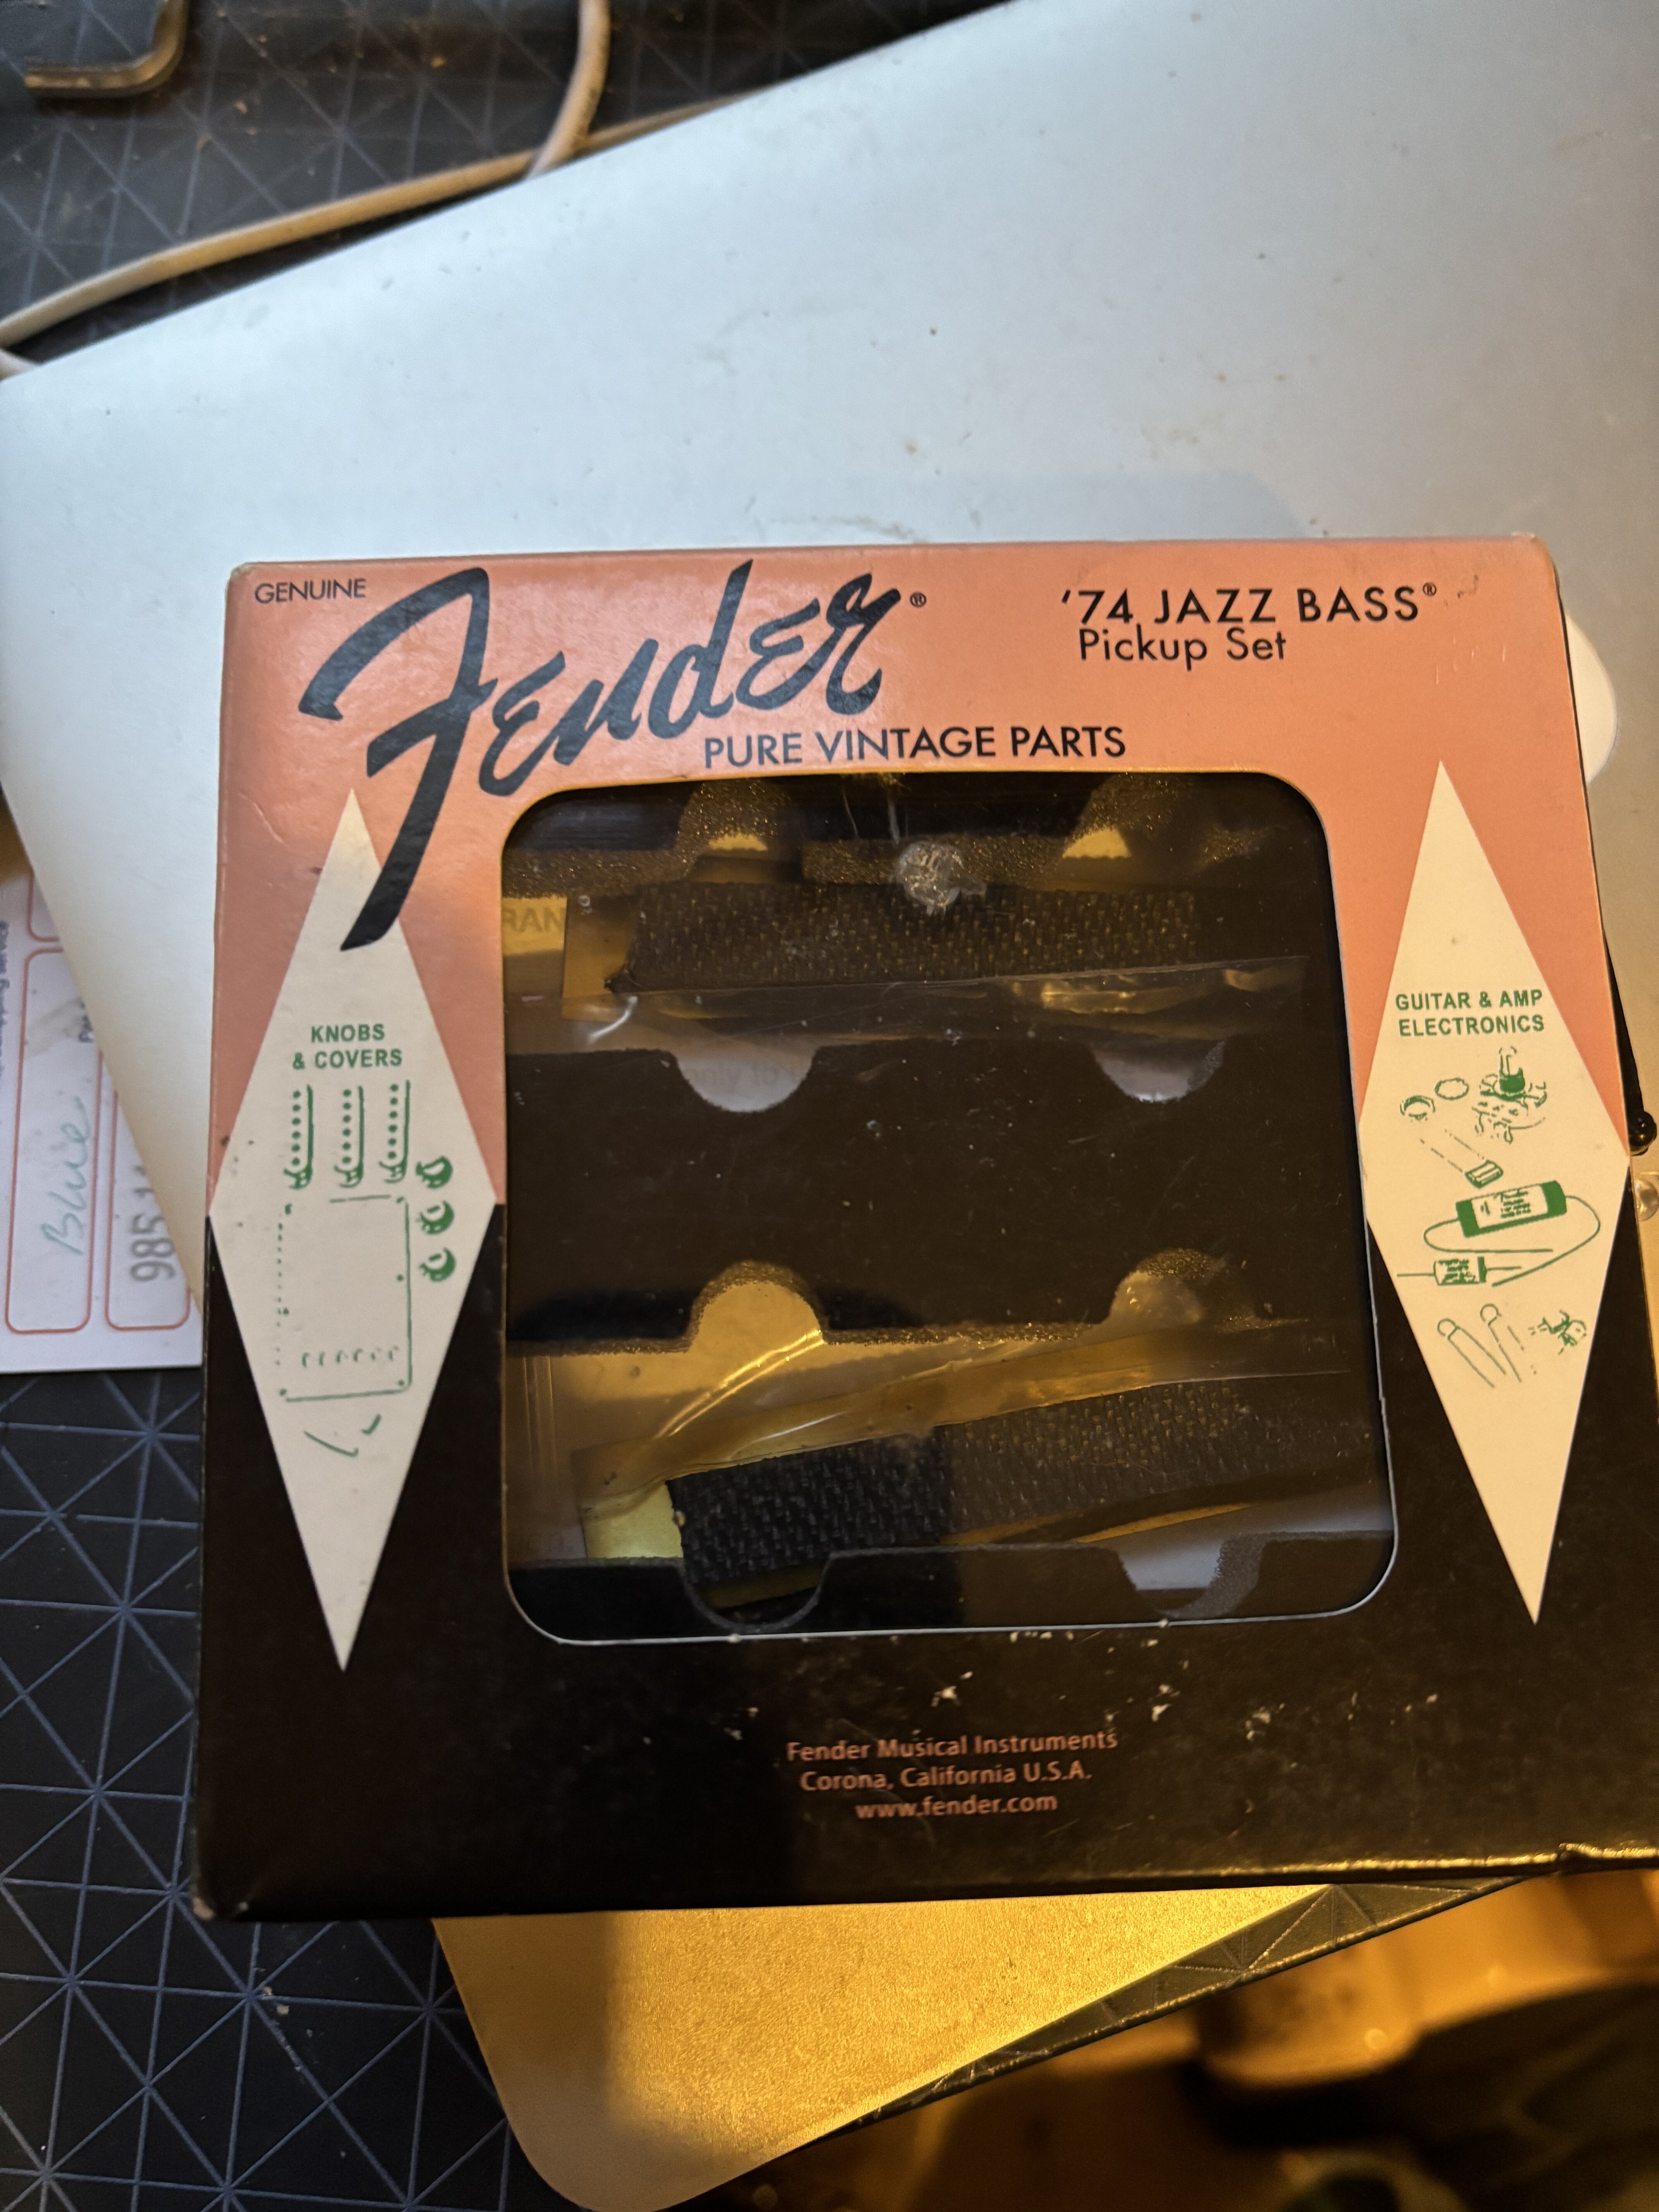 GENUINE
Fender®
'74 JAZZ BASS®
Pickup Set
PURE VINTAGE PARTS
RAN
KNOBS
& COVERS
GUITAR & AMP
ELECTRONICS
Blue
985
Fender Musical Instruments
Corona, California U.S.A.
www.fender.com